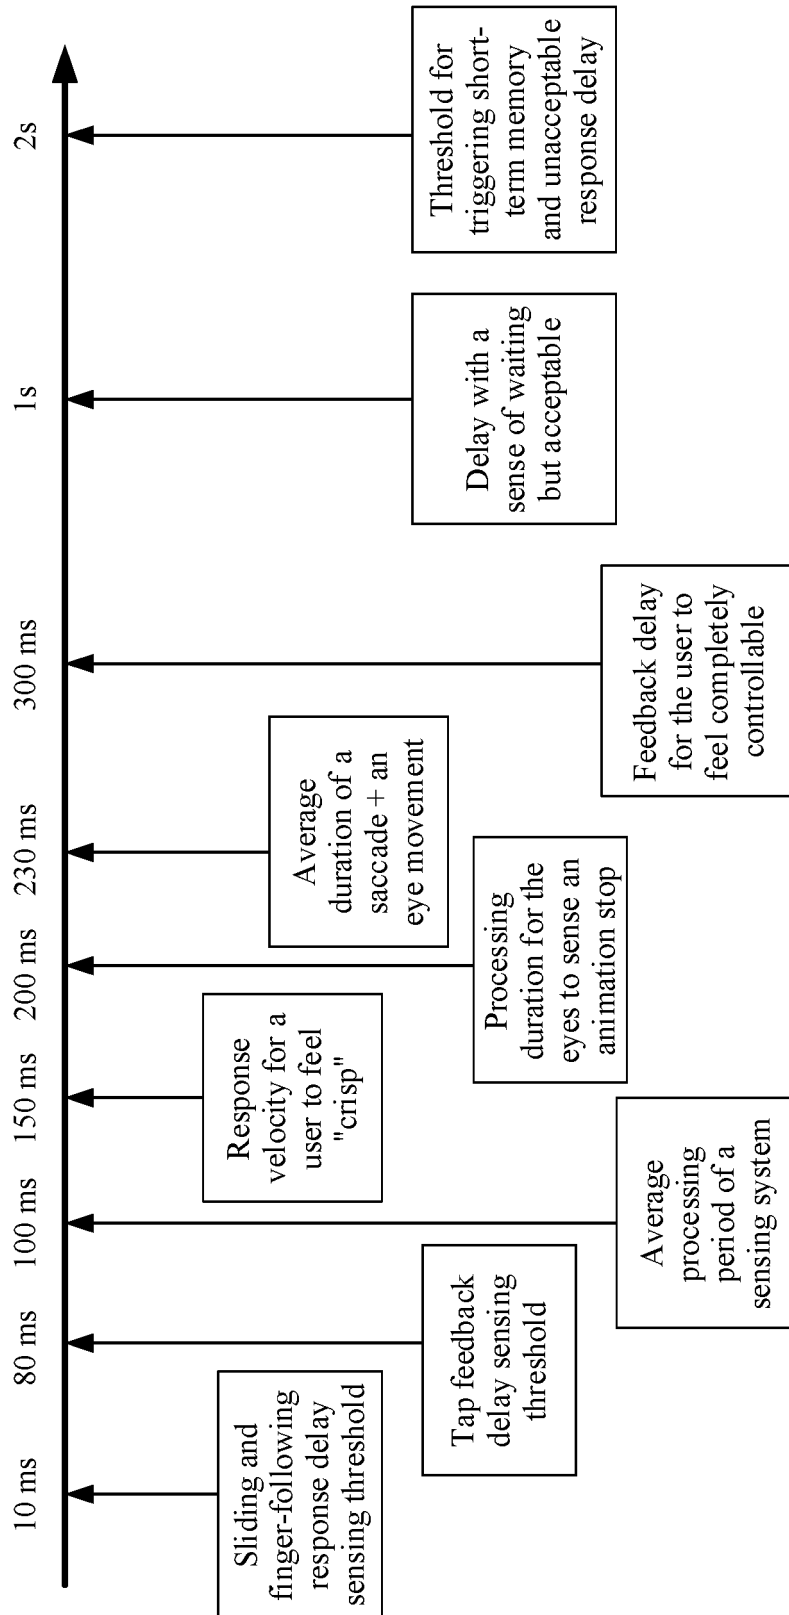 10 ms
80 ms
100 ms
150 ms
200 ms
230 ms
300 ms
1s
2s
Sliding and
finger-following
response delay
sensing threshold
Tap feedback
delay sensing
threshold
Average
processing
period of a
sensing system
Response
velocity for a
user to feel
"crisp"
Processing
duration for the
eyes to sense an
animation stop
Average
duration of a
saccade + an
eye movement
Feedback delay
for the user to
feel completely
controllable
Delay with a
sense of waiting
but acceptable
Threshold for
triggering short-
term memory
and unacceptable
response delay